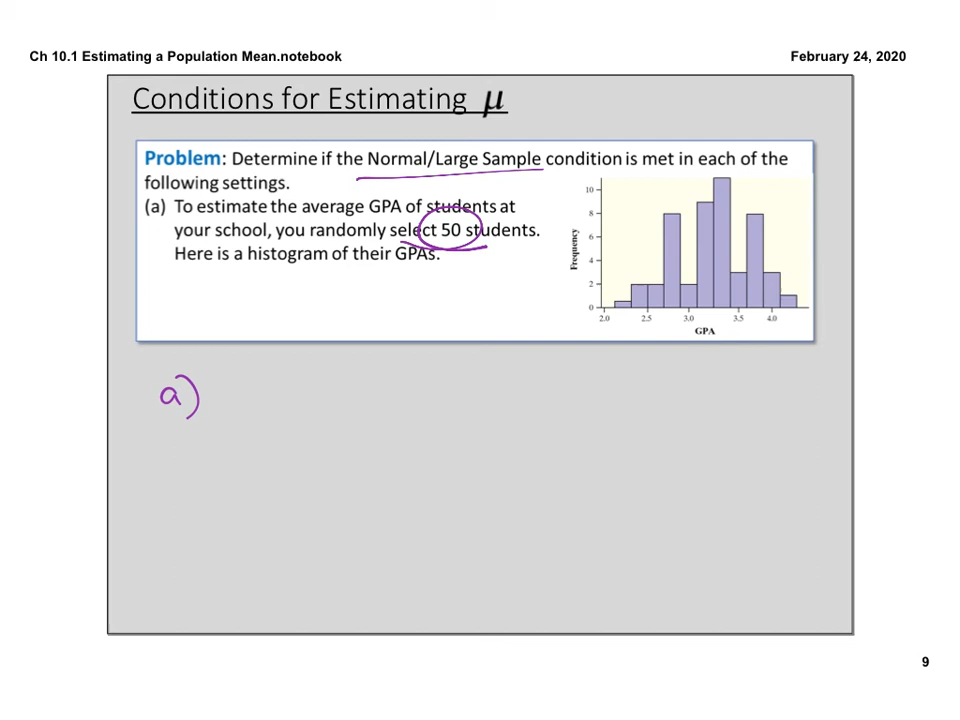 Ch 10.1 Estimating a Population Mean.notebook
February 24, 2020
Conditions for Estimating μ
Problem: Determine if the Normal/Large Sample condition is met in each of the
following settings.
(a) To estimate the average GPA of students at
your school, you randomly select 50 students.
Here is a histogram of their GPAs.
Frequency
10
8
6
4
2
0
2.0 2.5 3.0 3.5 4.0
GPA
a)
9